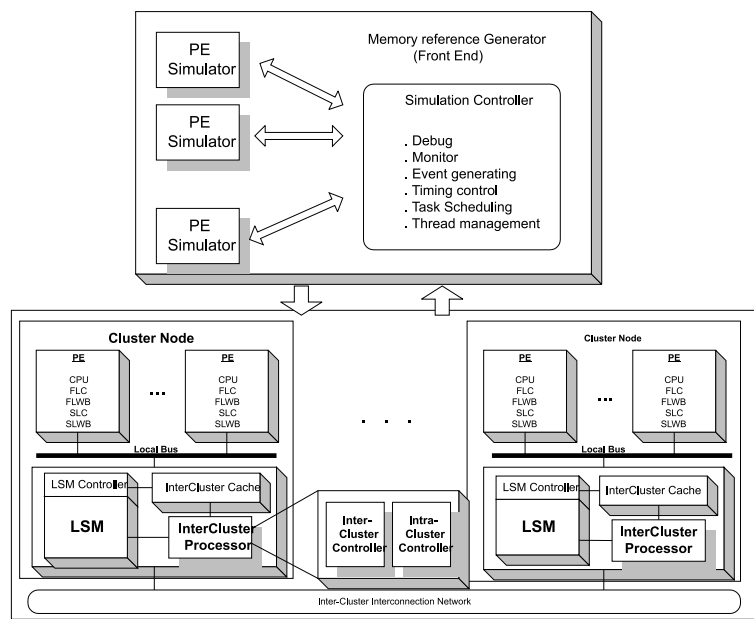 Memory reference Generator
(Front End)
PE
Simulator
PE
Simulator
PE
Simulator
Simulation Controller
. Debug
. Monitor
. Event generating
. Timing control
. Task Scheduling
. Thread management
Cluster Node
PE
CPU
FLC
FLWB
SLC
SLWB
...
PE
CPU
FLC
FLWB
SLC
SLWB
Local Bus
LSM Controller
LSM
InterCluster Cache
InterCluster
Processor
. . .
Inter-
Cluster
Controller
Intra-
Cluster
Controller
Cluster Node
PE
CPU
FLC
FLWB
SLC
SLWB
...
PE
CPU
FLC
FLWB
SLC
SLWB
Local Bus
LSM Controller
LSM
InterCluster Cache
InterCluster
Processor
Inter-Cluster Interconnection Network